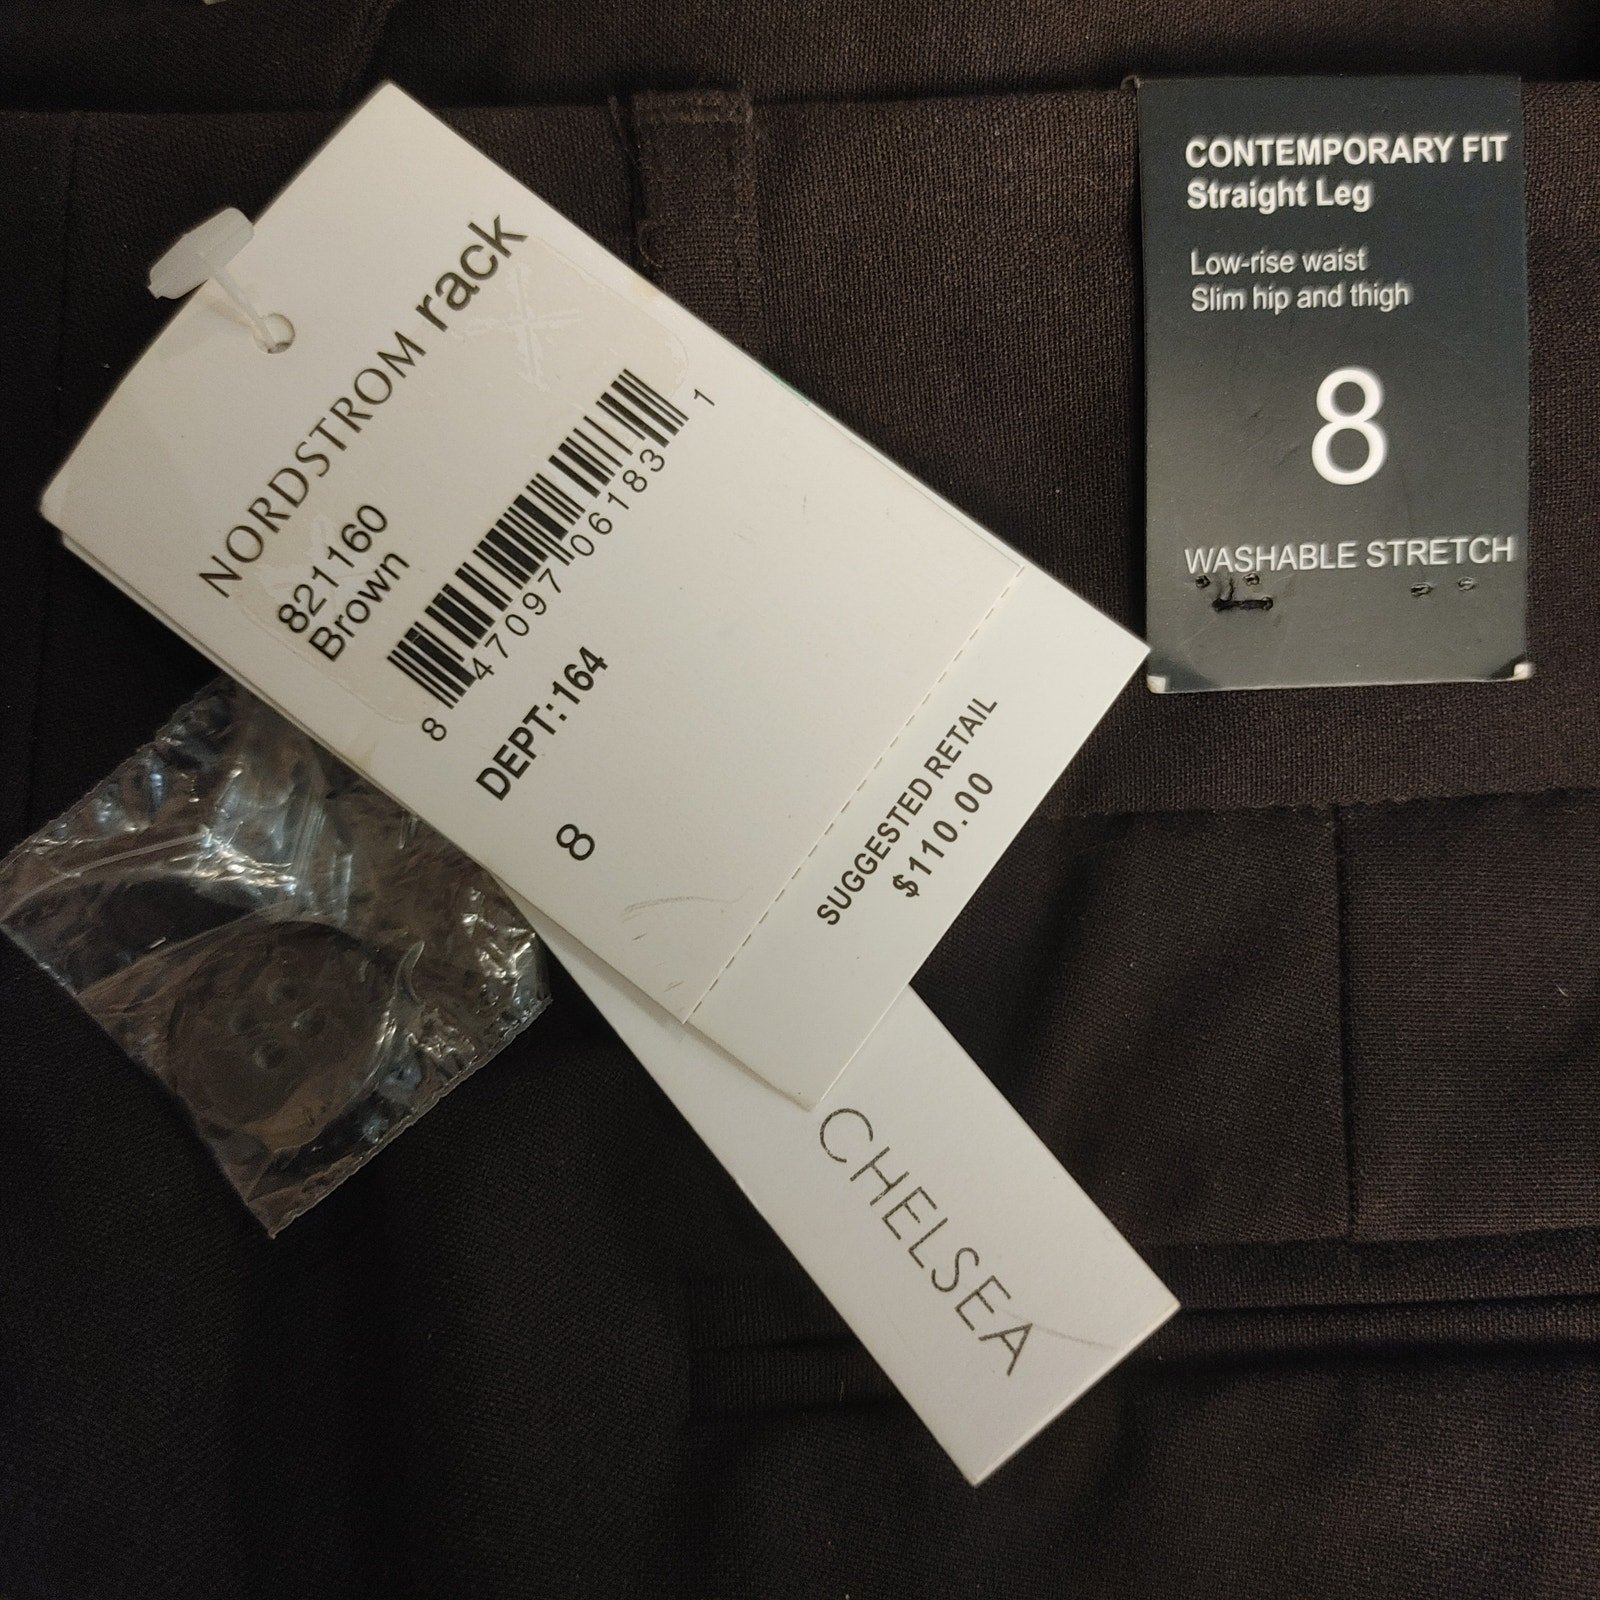 NORDSTROM rack
821160
Brown
8 47097 06183 1
DEPT:164
8
SUGGESTED RETAIL
$110.00
CHELSEA
CONTEMPORARY FIT
Straight Leg
Low-rise waist
Slim hip and thigh
8
WASHABLE STRETCH